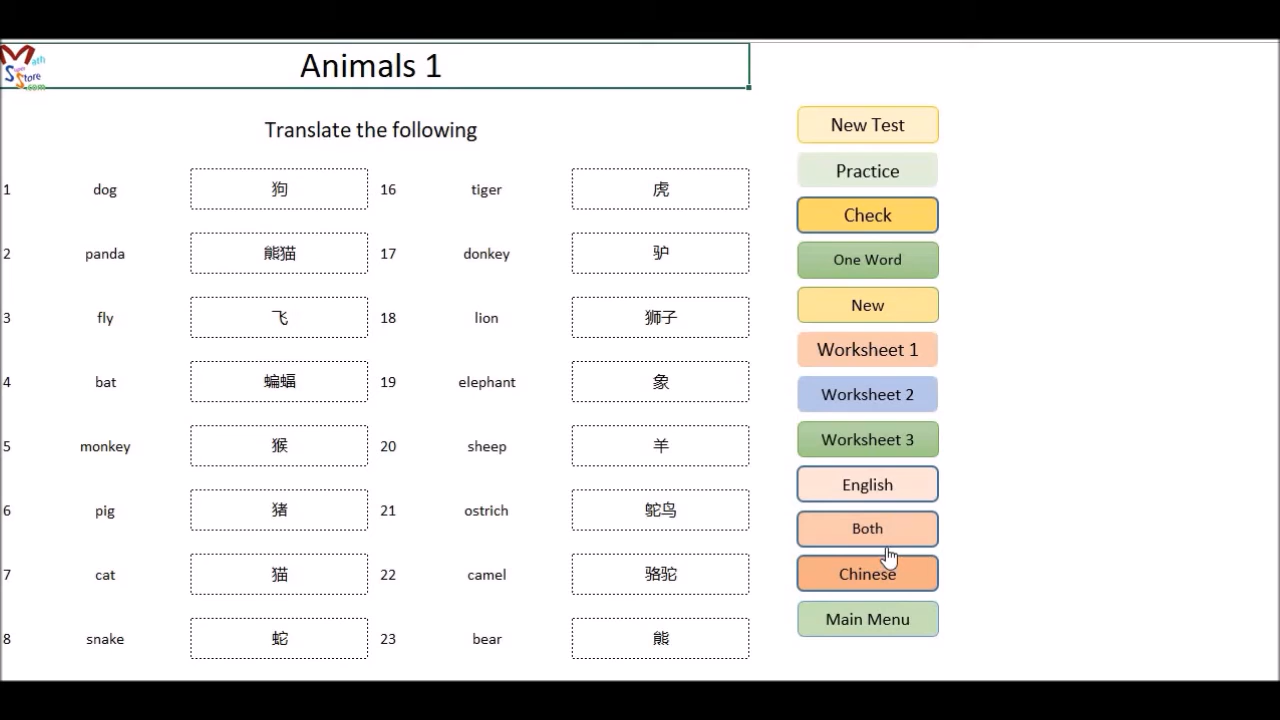 Math
Super
Store
.com
Animals 1
Translate the following
1 dog 狗 16 tiger 虎
2 panda 熊猫 17 donkey 驴
3 fly 飞 18 lion 狮子
4 bat 蝙蝠 19 elephant 象
5 monkey 猴 20 sheep 羊
6 pig 猪 21 ostrich 鸵鸟
7 cat 猫 22 camel 骆驼
8 snake 蛇 23 bear 熊
New Test
Practice
Check
One Word
New
Worksheet 1
Worksheet 2
Worksheet 3
English
Both
Chinese
Main Menu